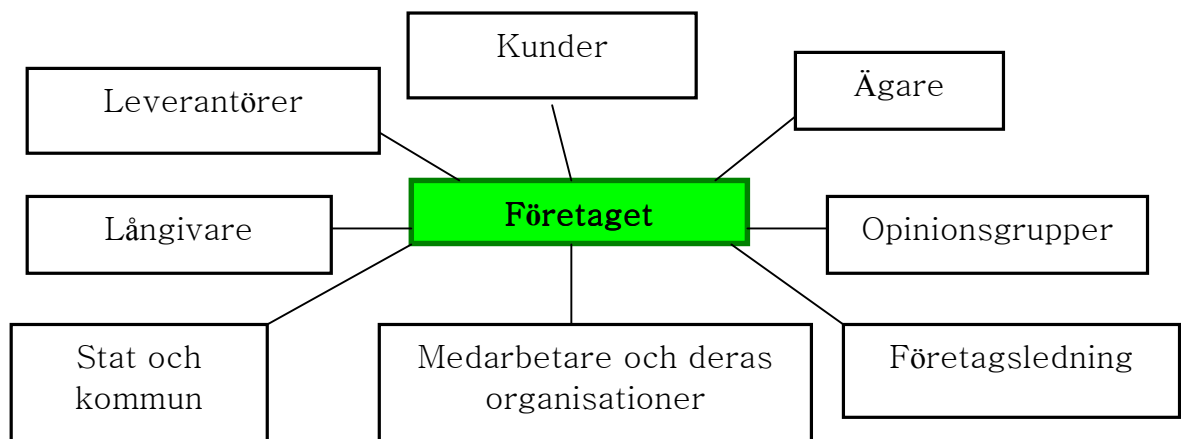 Kunder
Ägare
Leverantörer
Företaget
Långivare
Opinionsgrupper
Stat och
kommun
Medarbetare och deras
organisationer
Företagsledning